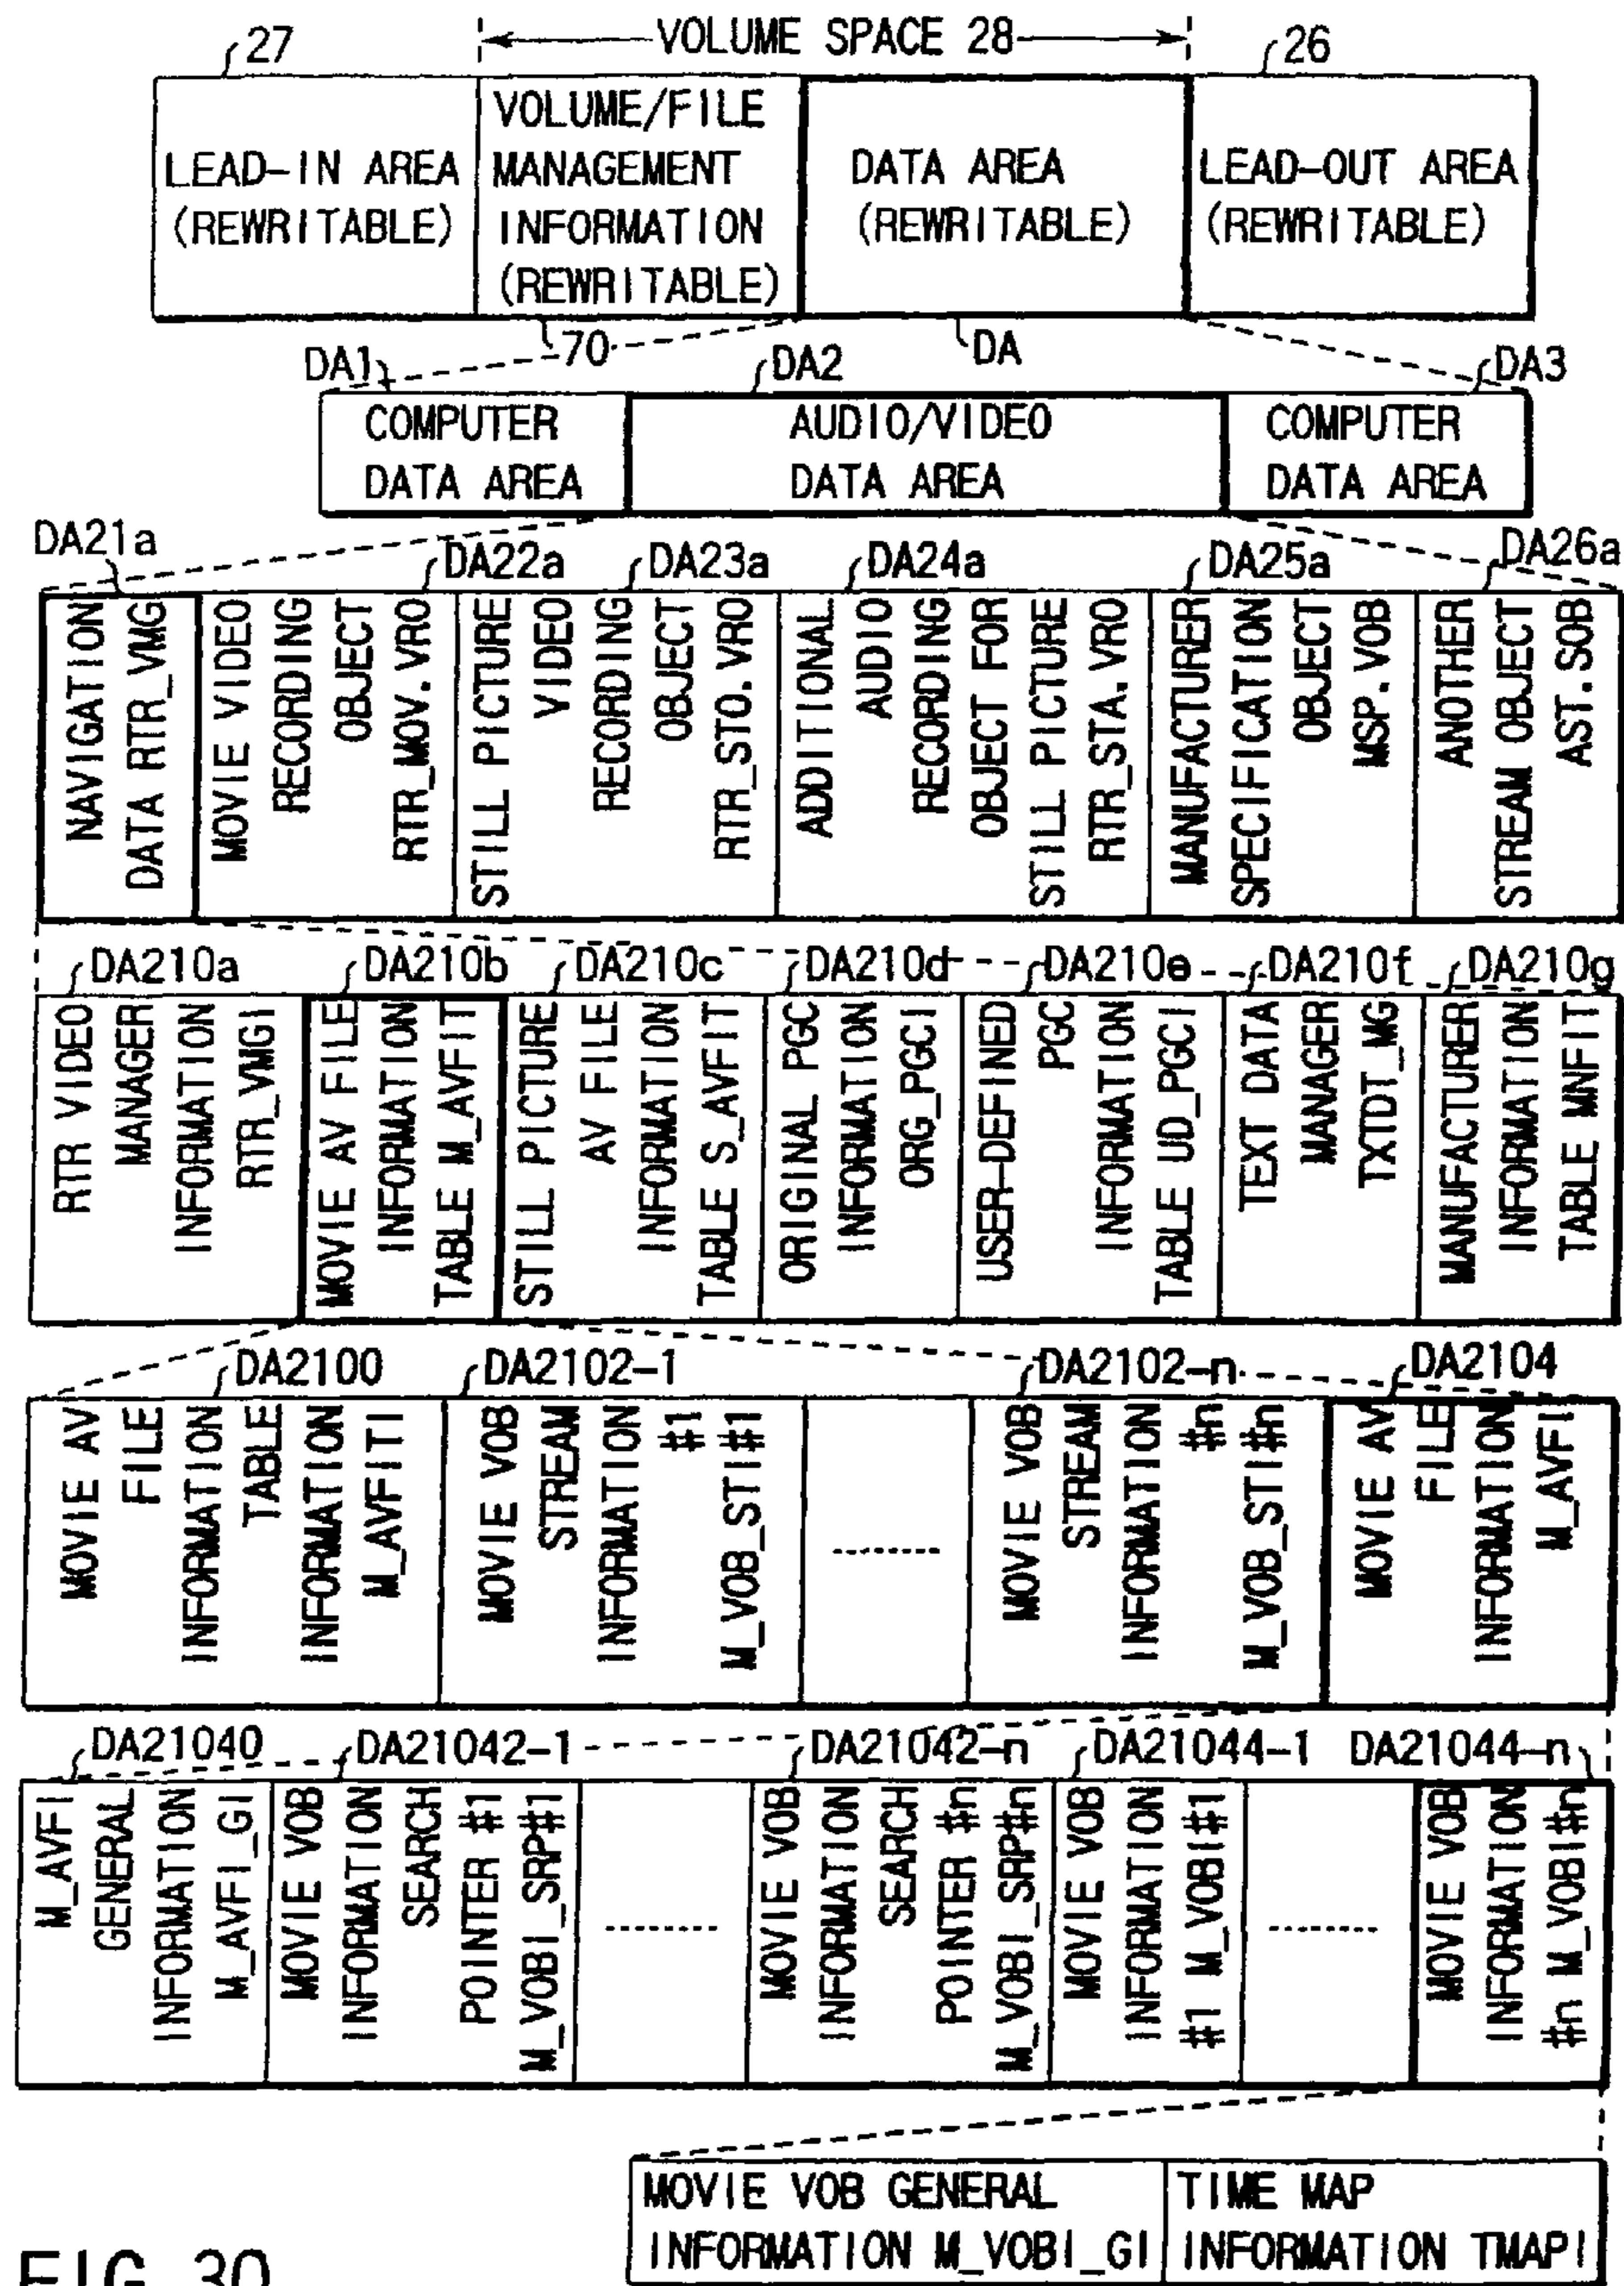 VOLUME SPACE 28
27
26
LEAD-IN AREA
(REWRITABLE)
VOLUME/FILE
MANAGEMENT
INFORMATION
(REWRITABLE)
DATA AREA
(REWRITABLE)
LEAD-OUT AREA
(REWRITABLE)
70
DA
DA1
DA2
DA3
COMPUTER
DATA AREA
AUDIO/VIDEO
DATA AREA
COMPUTER
DATA AREA
DA21a
DA22a
DA23a
DA24a
DA25a
DA26a
NAVIGATION
DATA RTR_VMG
MOVIE VIDEO
RECORDING
OBJECT
RTR_MOV.VRO
STILL PICTURE
VIDEO
RECORDING
OBJECT
RTR_STO.VRO
ADDITIONAL
AUDIO
RECORDING
OBJECT FOR
STILL PICTURE
RTR_STA.VRO
MANUFACTURER
SPECIFICATION
OBJECT
MSP.VOB
ANOTHER
STREAM OBJECT
AST.SOB
DA210a
DA210b
DA210c
DA210d
DA210e
DA210f
DA210g
RTR VIDEO
MANAGER
INFORMATION
RTR_VMGI
MOVIE AV FILE
INFORMATION
TABLE M_AVFIT
STILL PICTURE
AV FILE
INFORMATION
TABLE S_AVFIT
ORIGINAL PGC
INFORMATION
ORG_PGCI
USER-DEFINED
PGC
INFORMATION
TABLE UD_PGCI
TEXT DATA
MANAGER
TXTDT_MG
MANUFACTURER
INFORMATION
TABLE MNFIT
DA2100
DA2102-1
DA2102-n
DA2104
MOVIE AV
FILE
INFORMATION
TABLE
INFORMATION
M_AVFITI
MOVIE VOB
STREAM
INFORMATION
#1
M_VOB_STI#1
MOVIE VOB
STREAM
INFORMATION
#n
M_VOB_STI#n
MOVIE AV
FILE
INFORMATION
M_AVFI
DA21040
DA21042-1
DA21042-n
DA21044-1
DA21044-n
M_AVFI
GENERAL
INFORMATION
M_AVFI_GI
MOVIE VOB
INFORMATION
SEARCH
POINTER #1
M_VOBI_SRP#1
MOVIE VOB
INFORMATION
SEARCH
POINTER #n
M_VOBI_SRP#n
MOVIE VOB
INFORMATION
#1 M_VOBI#1
MOVIE VOB
INFORMATION
#n M_VOBI#n
MOVIE VOB GENERAL
INFORMATION M_VOBI_GI
TIME MAP
INFORMATION TMAPI
FIG. 30